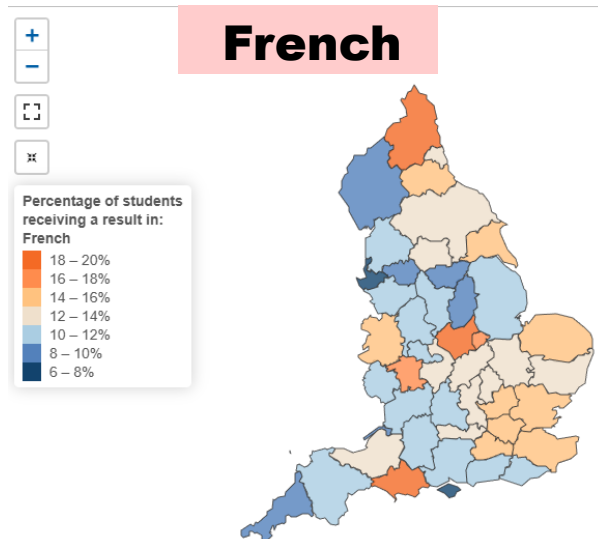 +
French
−
Percentage of students
receiving a result in:
French
18 – 20%
16 – 18%
14 – 16%
12 – 14%
10 – 12%
8 – 10%
6 – 8%